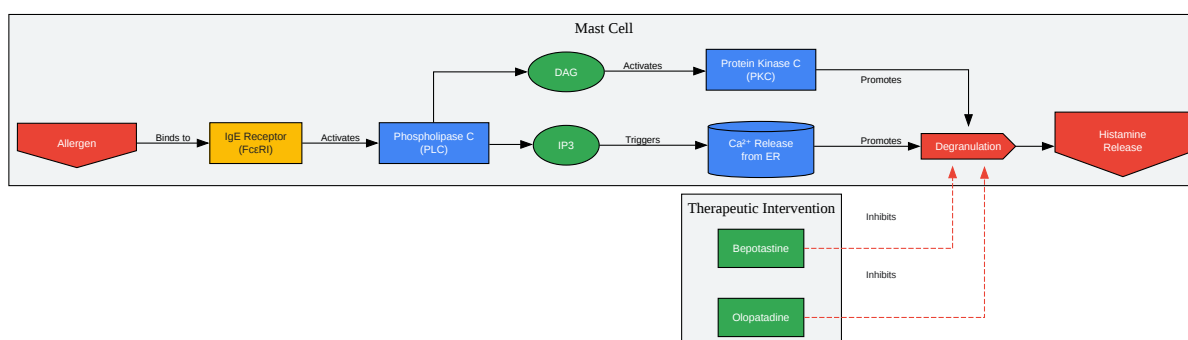 Mast Cell
DAG
Activates
Protein Kinase C
(PKC)
Promotes
Allergen
Binds to
IgE Receptor
(FcεRI)
Activates
Phospholipase C
(PLC)
IP3
Triggers
Ca²⁺ Release
from ER
Promotes
Degranulation
Histamine
Release
Therapeutic Intervention
Inhibits
Bepotastine
Inhibits
Olopatadine